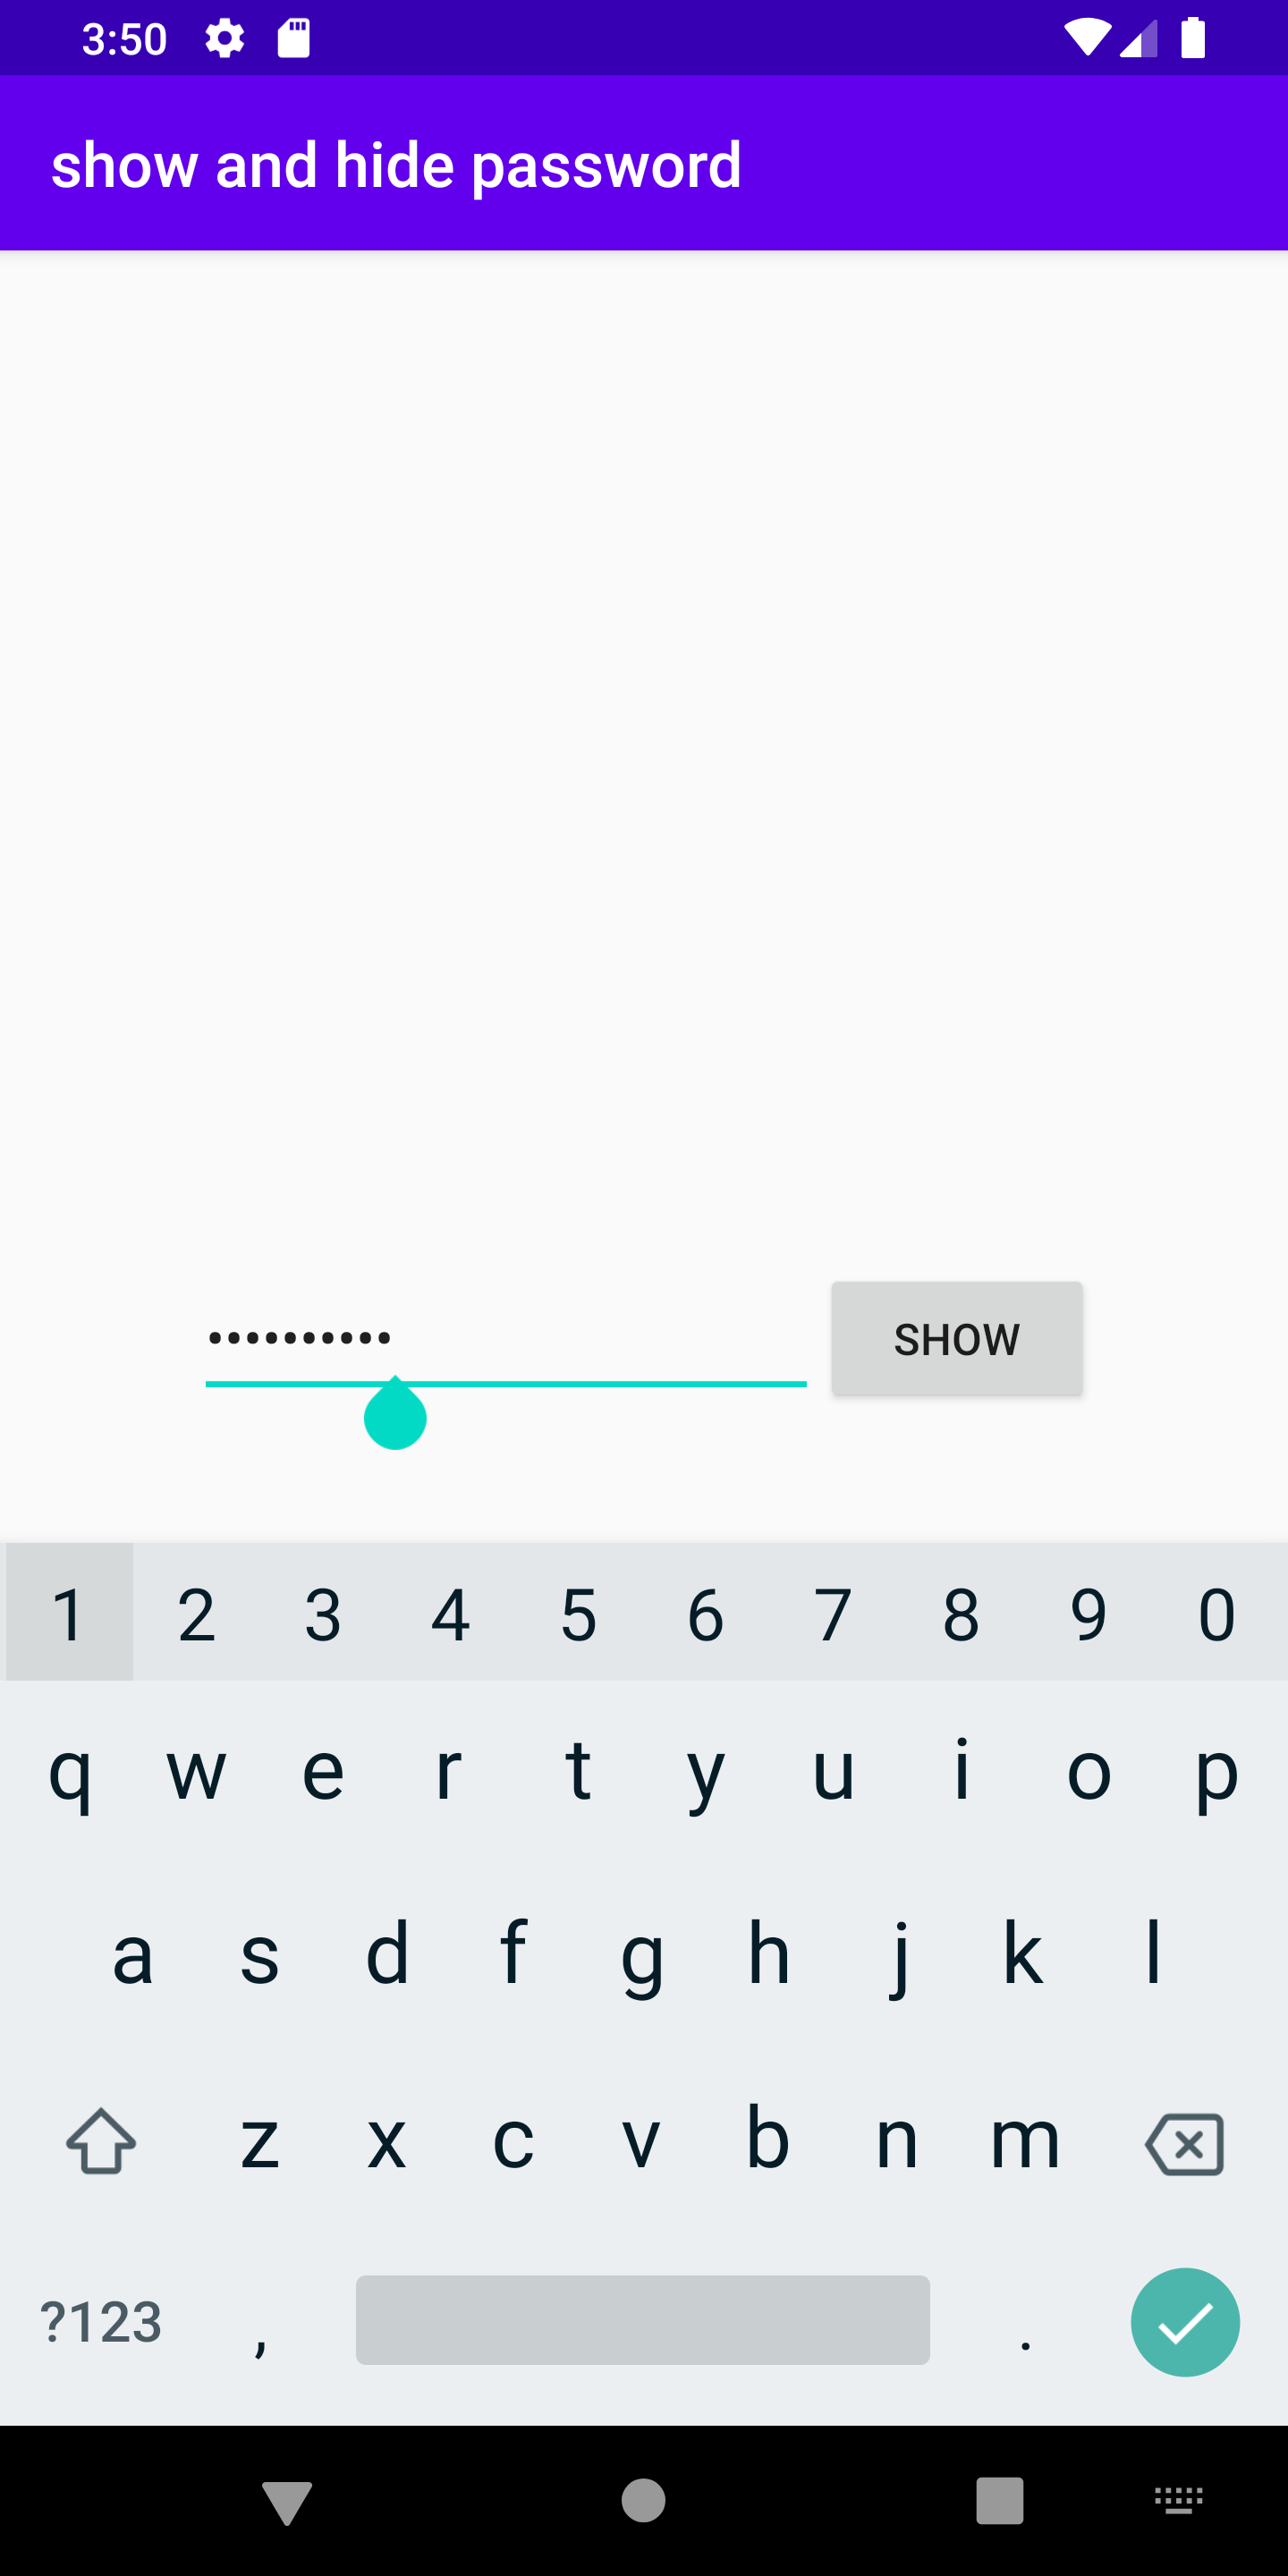 3:50
show and hide password
••••••••••
SHOW
1 2 3 4 5 6 7 8 9 0
q w e r t y u i o p
a s d f g h j k l
z x c v b n m
?123 , .